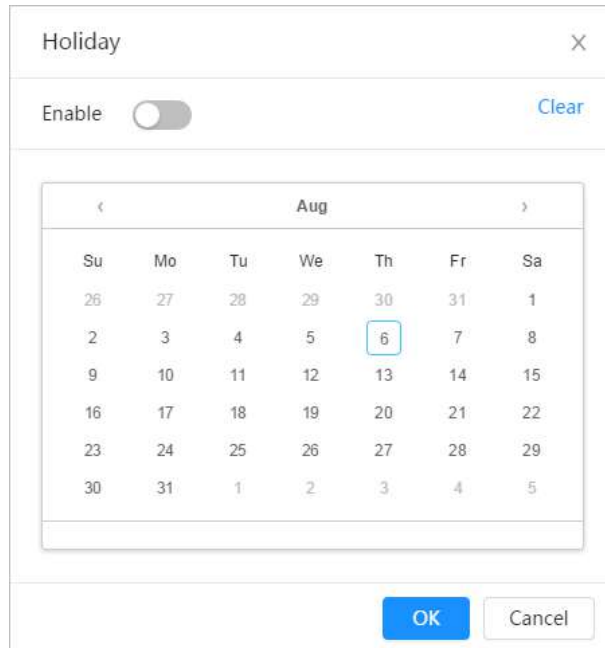 Holiday
Enable Clear
‹ Aug ›
Su Mo Tu We Th Fr Sa
26 27 28 29 30 31 1
2 3 4 5 6 7 8
9 10 11 12 13 14 15
16 17 18 19 20 21 22
23 24 25 26 27 28 29
30 31 1 2 3 4 5
OK Cancel